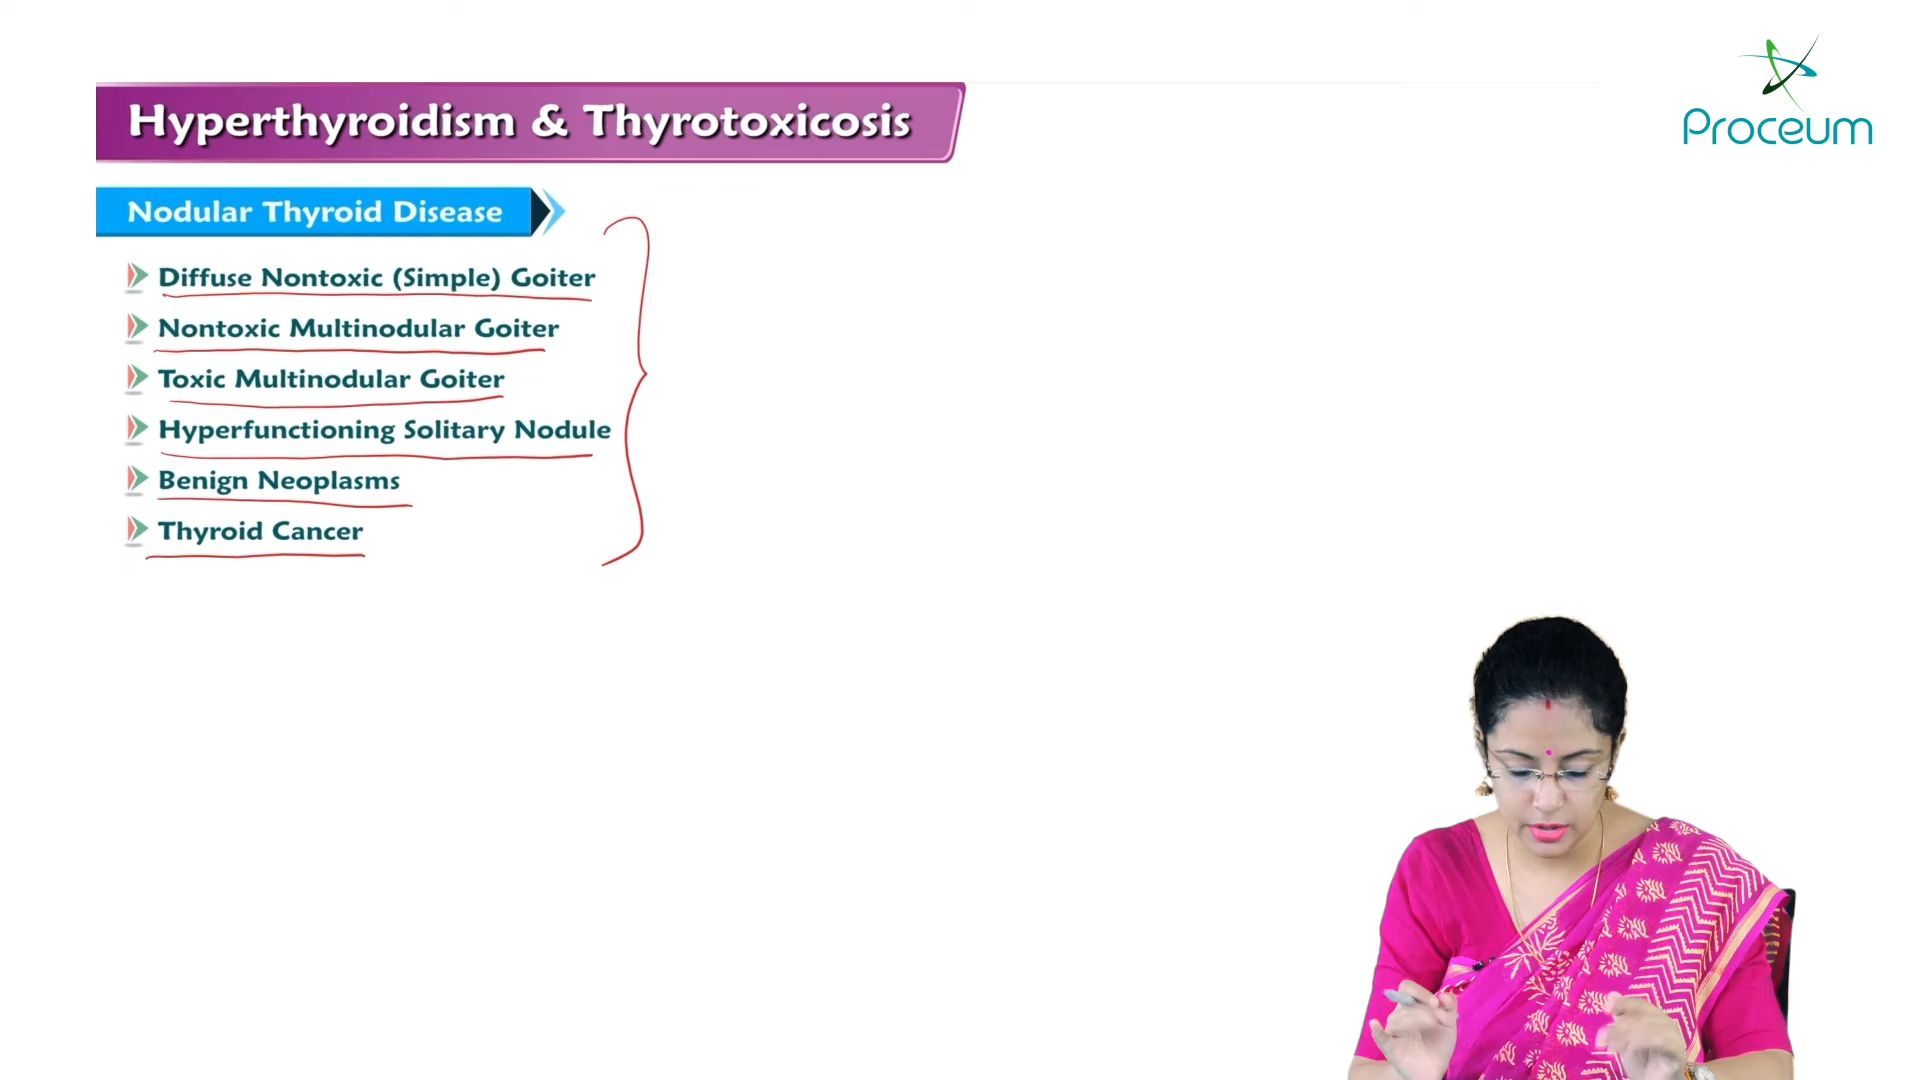 Proceum
Hyperthyroidism & Thyrotoxicosis
Nodular Thyroid Disease
Diffuse Nontoxic (Simple) Goiter
Nontoxic Multinodular Goiter
Toxic Multinodular Goiter
Hyperfunctioning Solitary Nodule
Benign Neoplasms
Thyroid Cancer